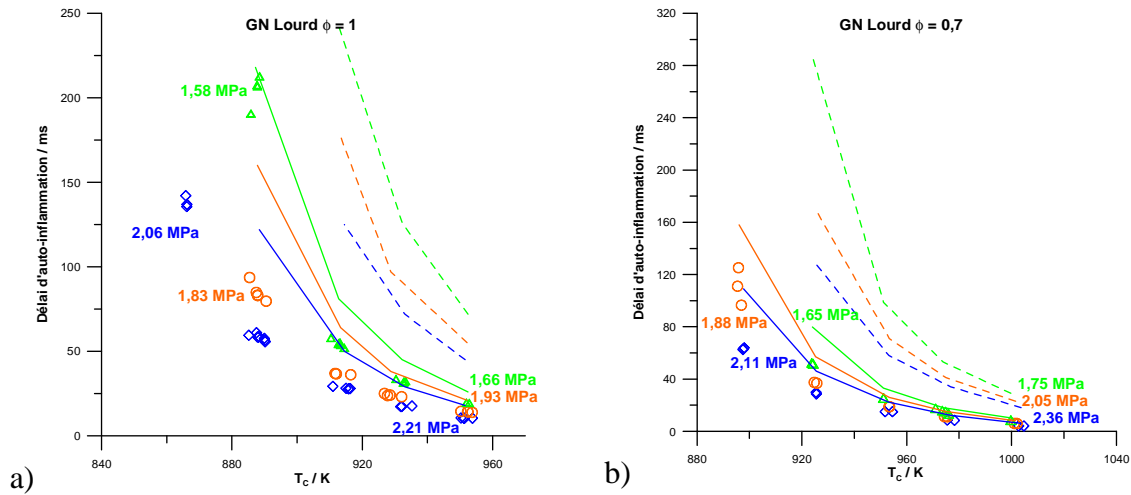 GN Lourd ϕ = 1
Délai d'auto-inflammation / ms
250
200
150
100
50
0
1,58 MPa
2,06 MPa
1,83 MPa
1,66 MPa
1,93 MPa
2,21 MPa
840
880
920
960
T_C / K
a)
GN Lourd ϕ = 0,7
Délai d'auto-inflammation / ms
320
280
240
200
160
120
80
40
0
1,65 MPa
1,88 MPa
2,11 MPa
1,75 MPa
2,05 MPa
2,36 MPa
880
920
960
1000
1040
T_C / K
b)